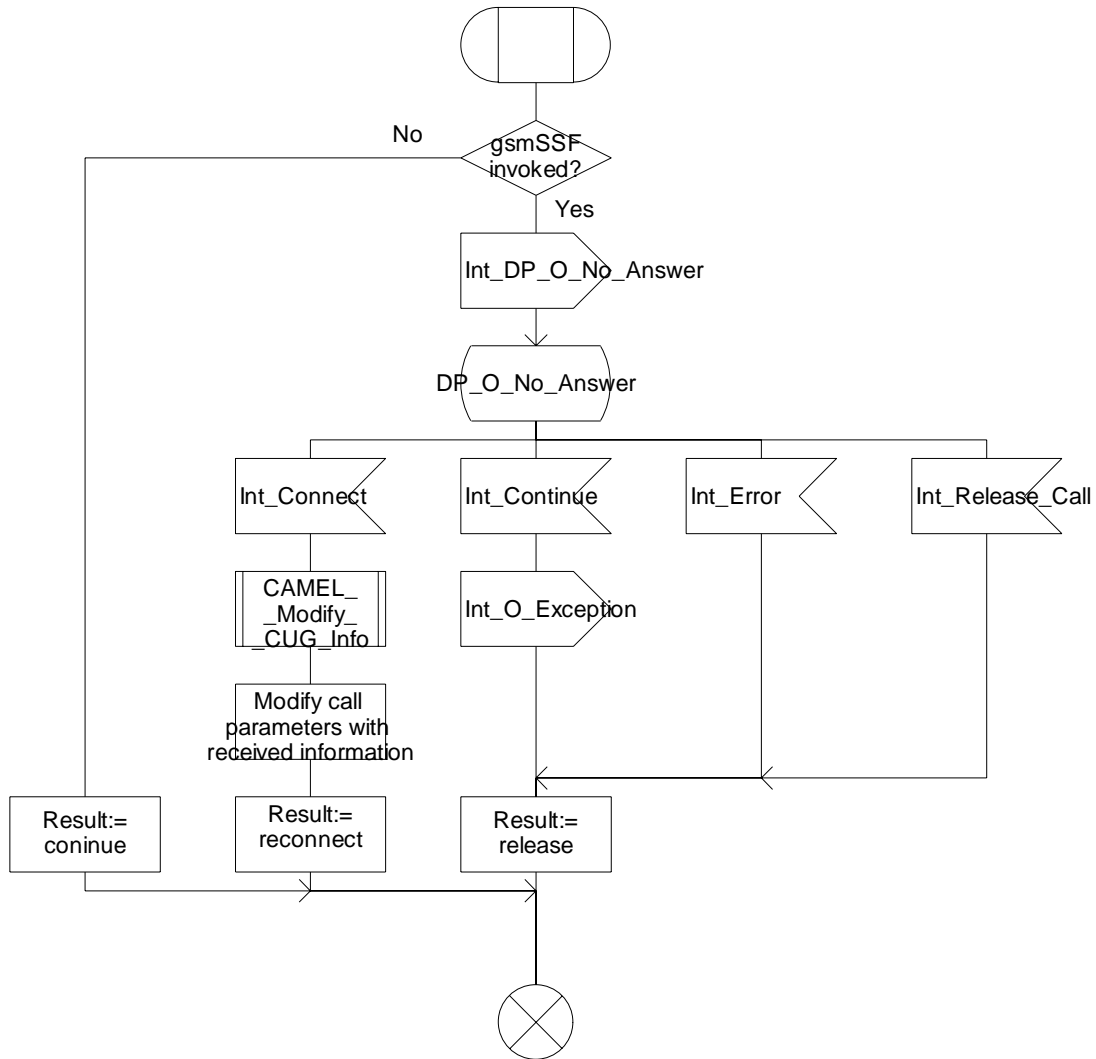 gsmSSF
invoked?
No
Yes
Int_DP_O_No_Answer
DP_O_No_Answer
Int_Connect
Int_Continue
Int_Error
Int_Release_Call
CAMEL_
_Modify_
_CUG_Info
Int_O_Exception
Modify call
parameters with
received information
Result:=
coninue
Result:=
reconnect
Result:=
release